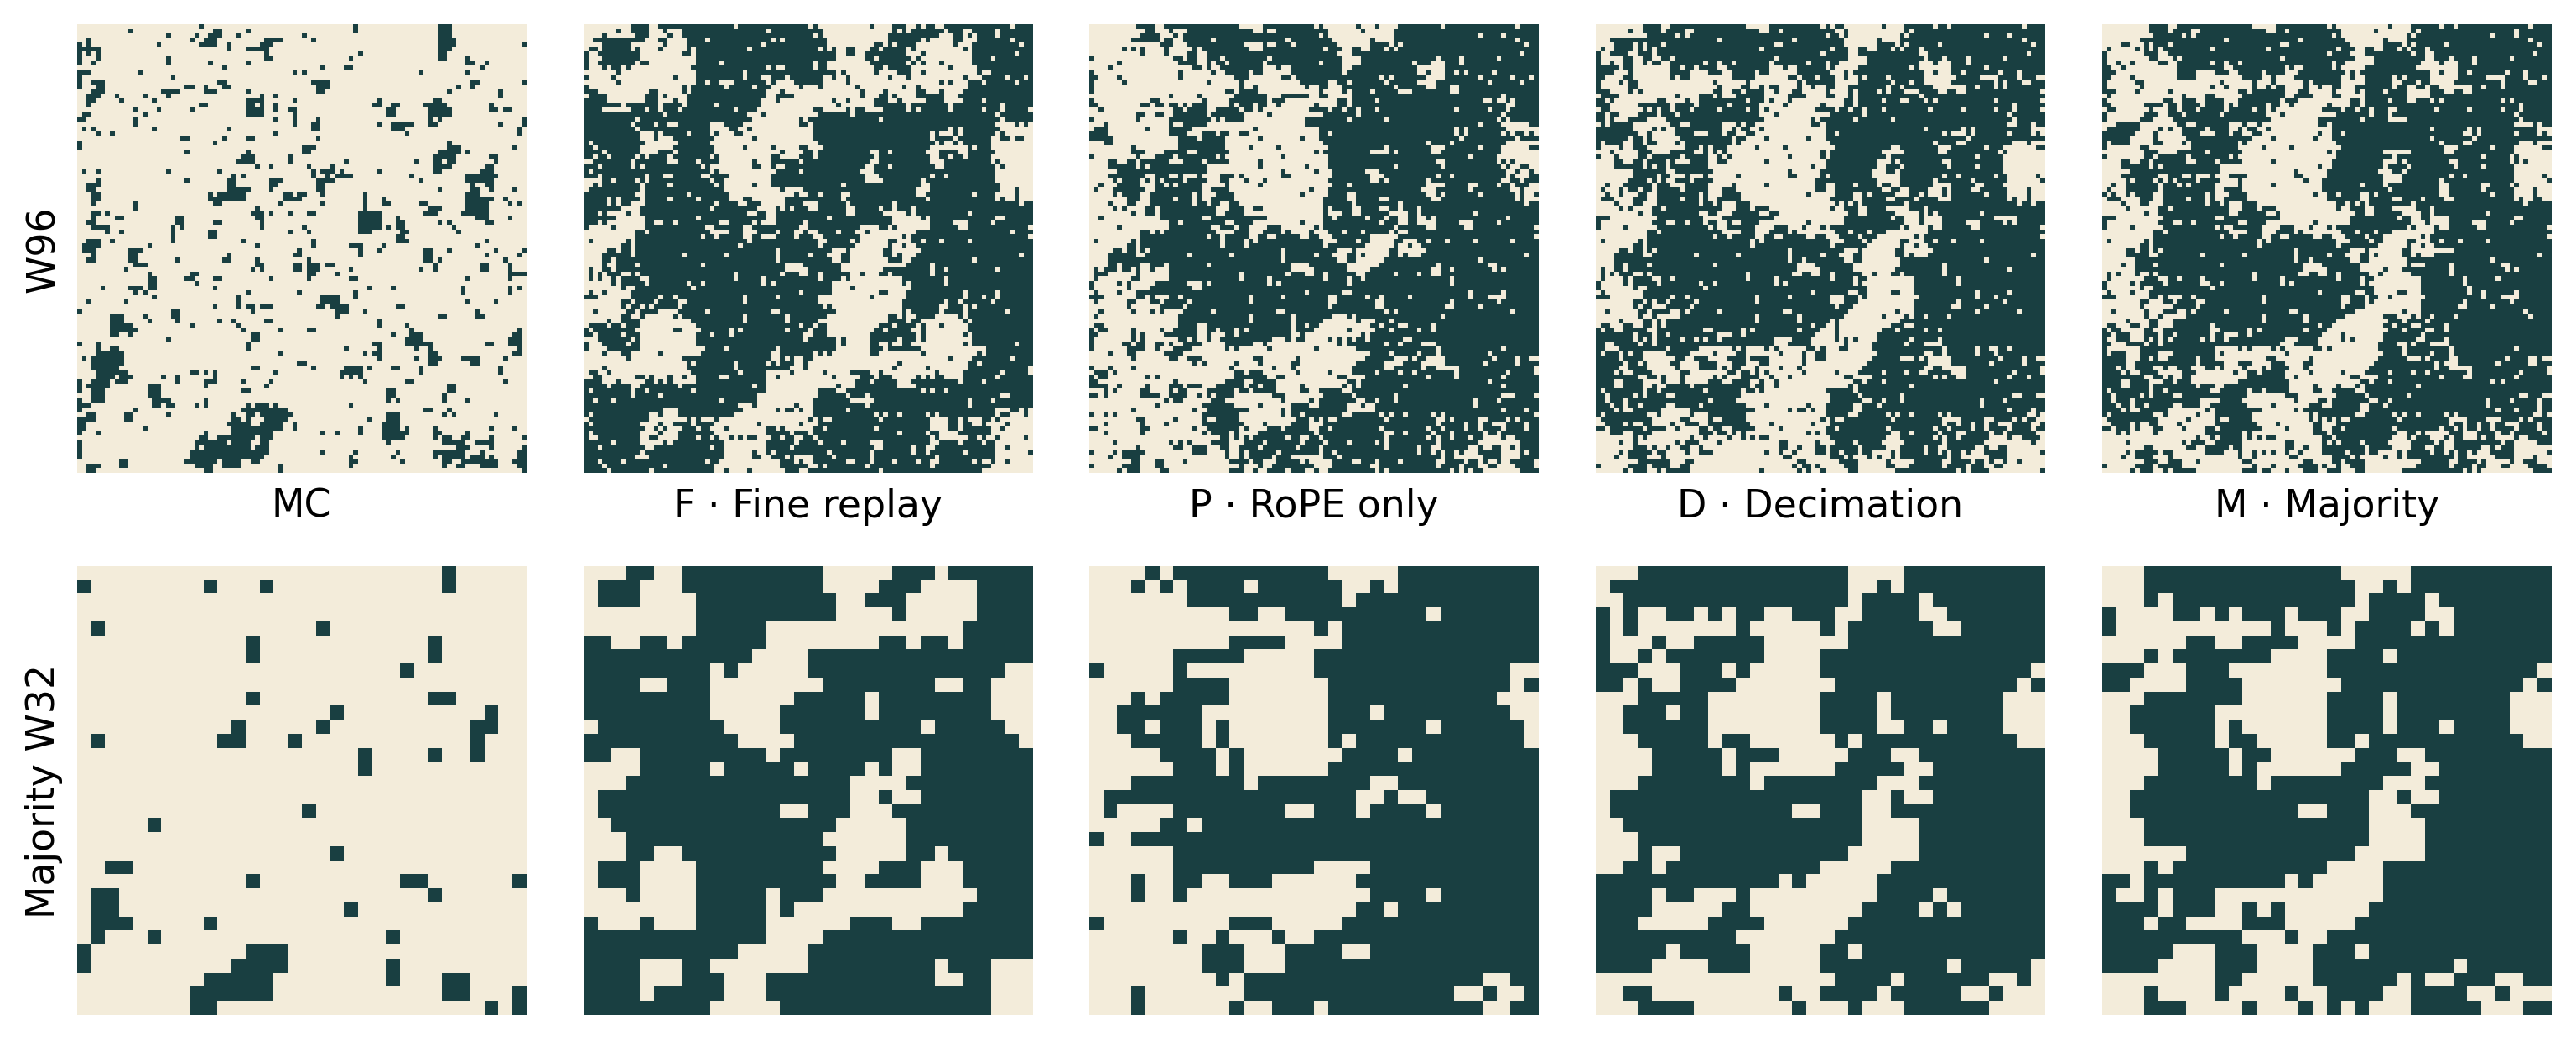 W96
MC
F · Fine replay
P · RoPE only
D · Decimation
M · Majority
Majority W32